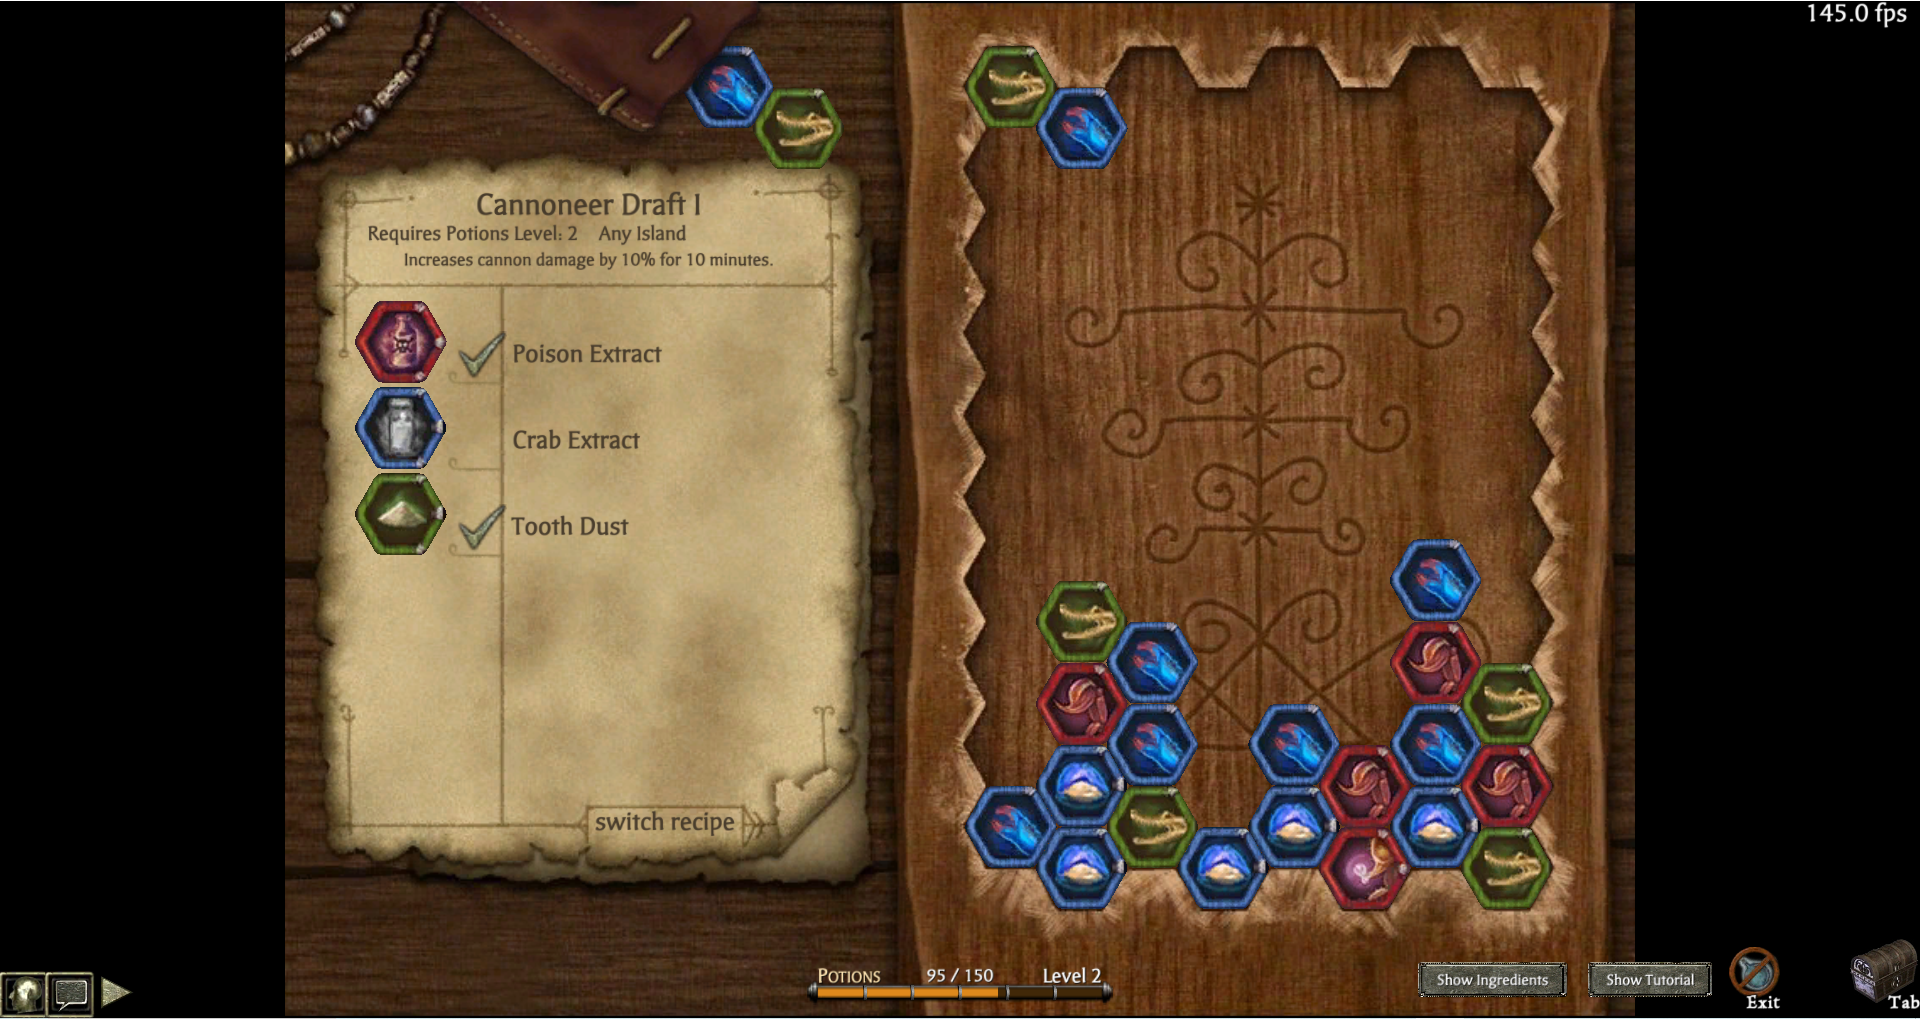 145.0 fps
Cannoneer Draft I
Requires Potions Level: 2 Any Island
Increases cannon damage by 10% for 10 minutes.
Poison Extract
Crab Extract
Tooth Dust
switch recipe
Potions 95 / 150 Level 2
Show Ingredients
Show Tutorial
Exit
Tab